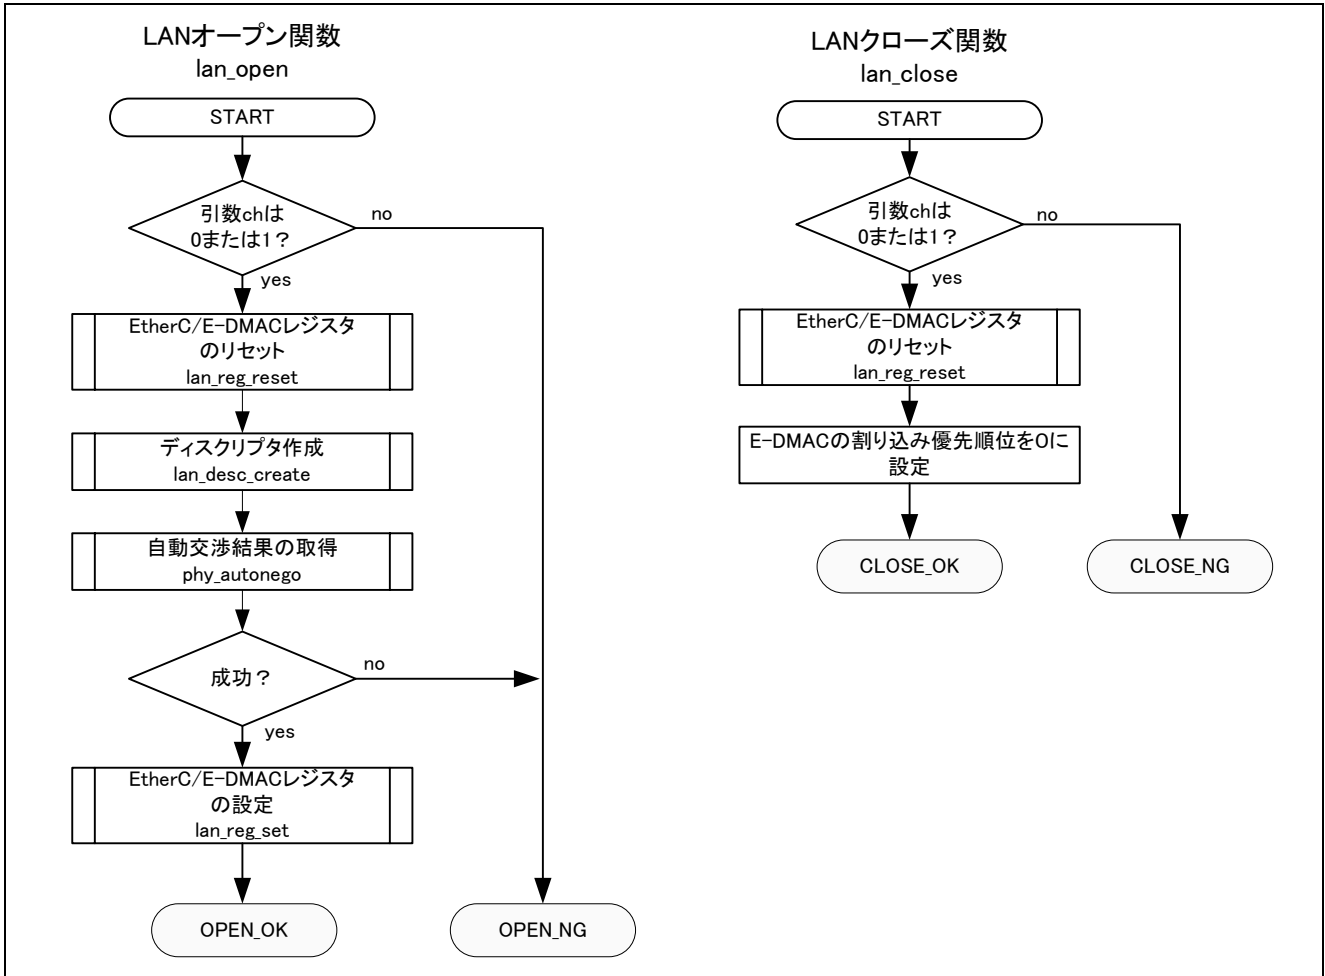 LANオープン関数
lan_open
START
引数chは
0または1？
no
yes
EtherC/E-DMACレジスタ
のリセット
lan_reg_reset
ディスクリプタ作成
lan_desc_create
自動交渉結果の取得
phy_autonego
成功？
no
yes
EtherC/E-DMACレジスタ
の設定
lan_reg_set
OPEN_OK
OPEN_NG
LANクローズ関数
lan_close
START
引数chは
0または1？
no
yes
EtherC/E-DMACレジスタ
のリセット
lan_reg_reset
E-DMACの割り込み優先順位を0に
設定
CLOSE_OK
CLOSE_NG